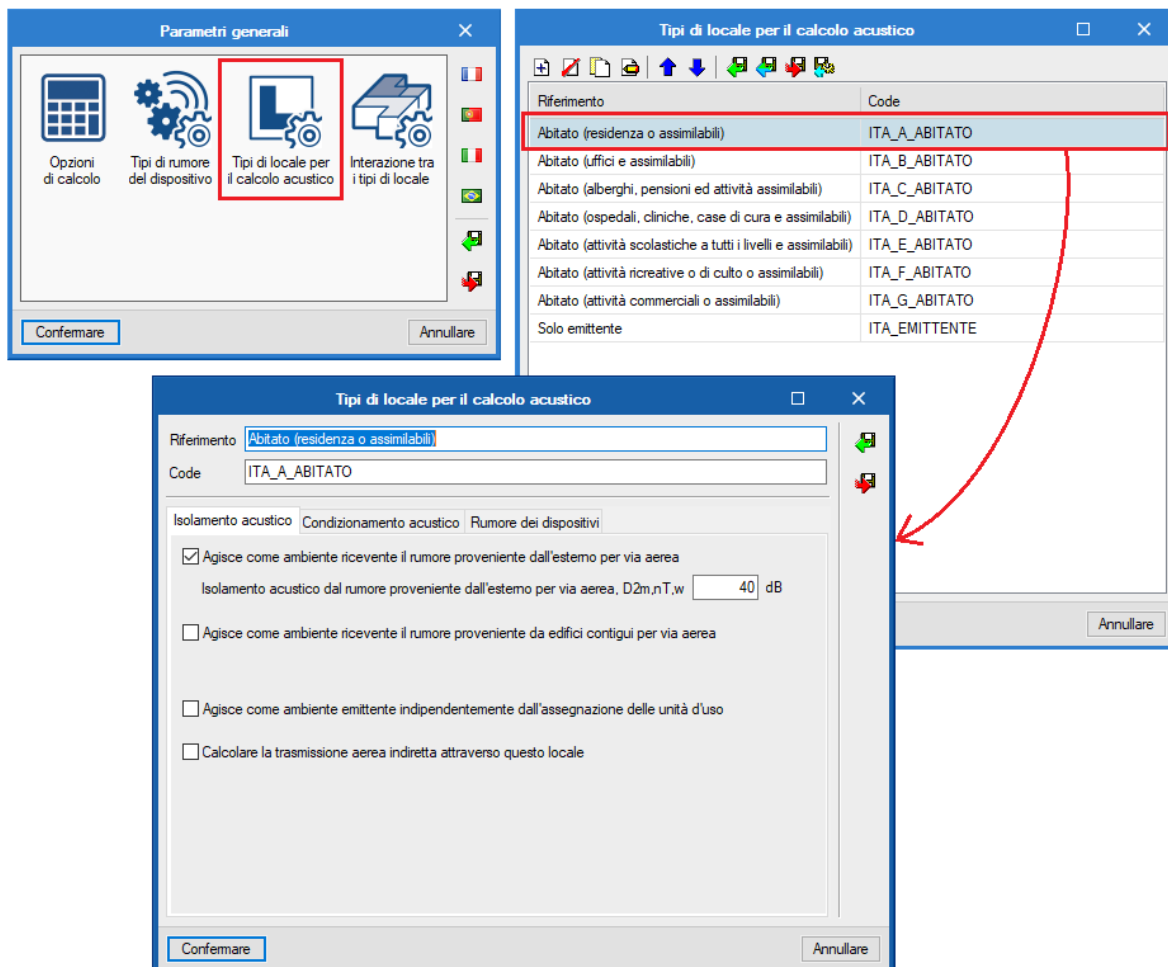 Parametri generali
Opzioni
di calcolo
Tipi di rumore
del dispositivo
Tipi di locale per
il calcolo acustico
Interazione tra
i tipi di locale
Confermare
Annullare
Tipi di locale per il calcolo acustico
Riferimento Code
Abitato (residenza o assimilabili) ITA_A_ABITATO
Abitato (uffici e assimilabili) ITA_B_ABITATO
Abitato (alberghi, pensioni ed attività assimilabili) ITA_C_ABITATO
Abitato (ospedali, cliniche, case di cura e assimilabili) ITA_D_ABITATO
Abitato (attività scolastiche a tutti i livelli e assimilabili) ITA_E_ABITATO
Abitato (attività ricreative o di culto o assimilabili) ITA_F_ABITATO
Abitato (attività commerciali o assimilabili) ITA_G_ABITATO
Solo emittente ITA_EMITTENTE
Annullare
Tipi di locale per il calcolo acustico
Riferimento Abitato (residenza o assimilabili)
Code ITA_A_ABITATO
Isolamento acustico Condizionamento acustico Rumore dei dispositivi
Agisce come ambiente ricevente il rumore proveniente dall'esterno per via aerea
Isolamento acustico dal rumore proveniente dall'esterno per via aerea, D2m,nT,w 40 dB
Agisce come ambiente ricevente il rumore proveniente da edifici contigui per via aerea
Agisce come ambiente emittente indipendentemente dall'assegnazione delle unità d'uso
Calcolare la trasmissione aerea indiretta attraverso questo locale
Confermare
Annullare